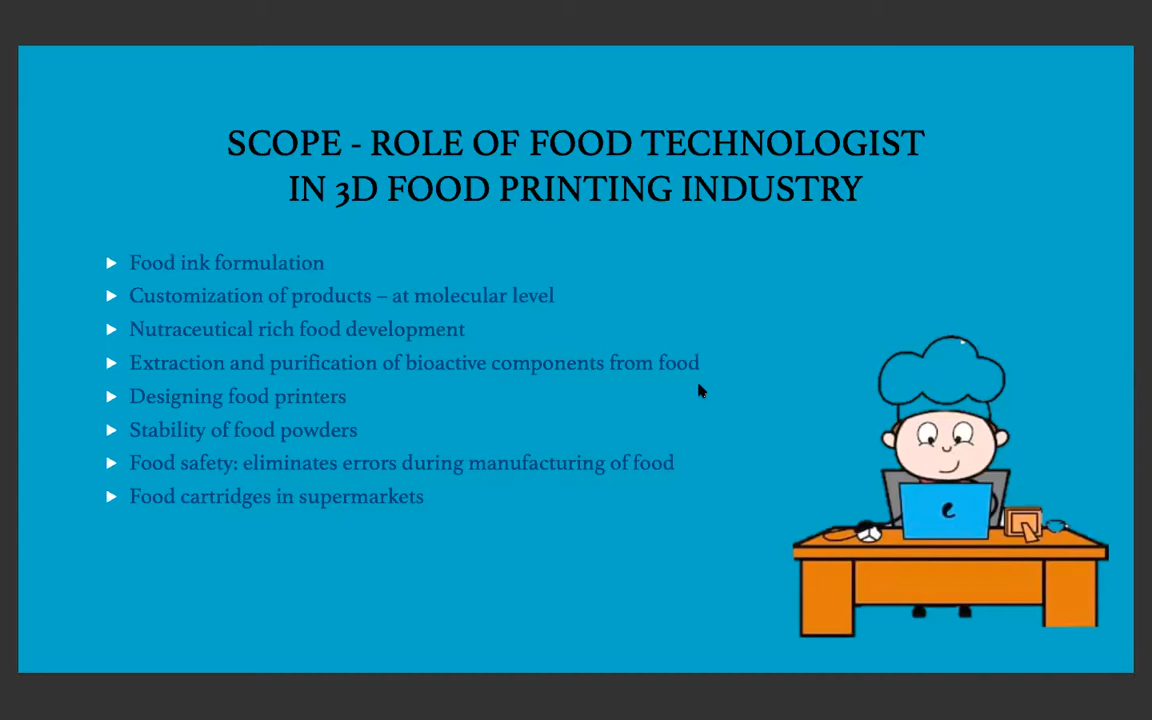 SCOPE - ROLE OF FOOD TECHNOLOGIST
IN 3D FOOD PRINTING INDUSTRY
Food ink formulation
Customization of products – at molecular level
Nutraceutical rich food development
Extraction and purification of bioactive components from food
Designing food printers
Stability of food powders
Food safety: eliminates errors during manufacturing of food
Food cartridges in supermarkets
e